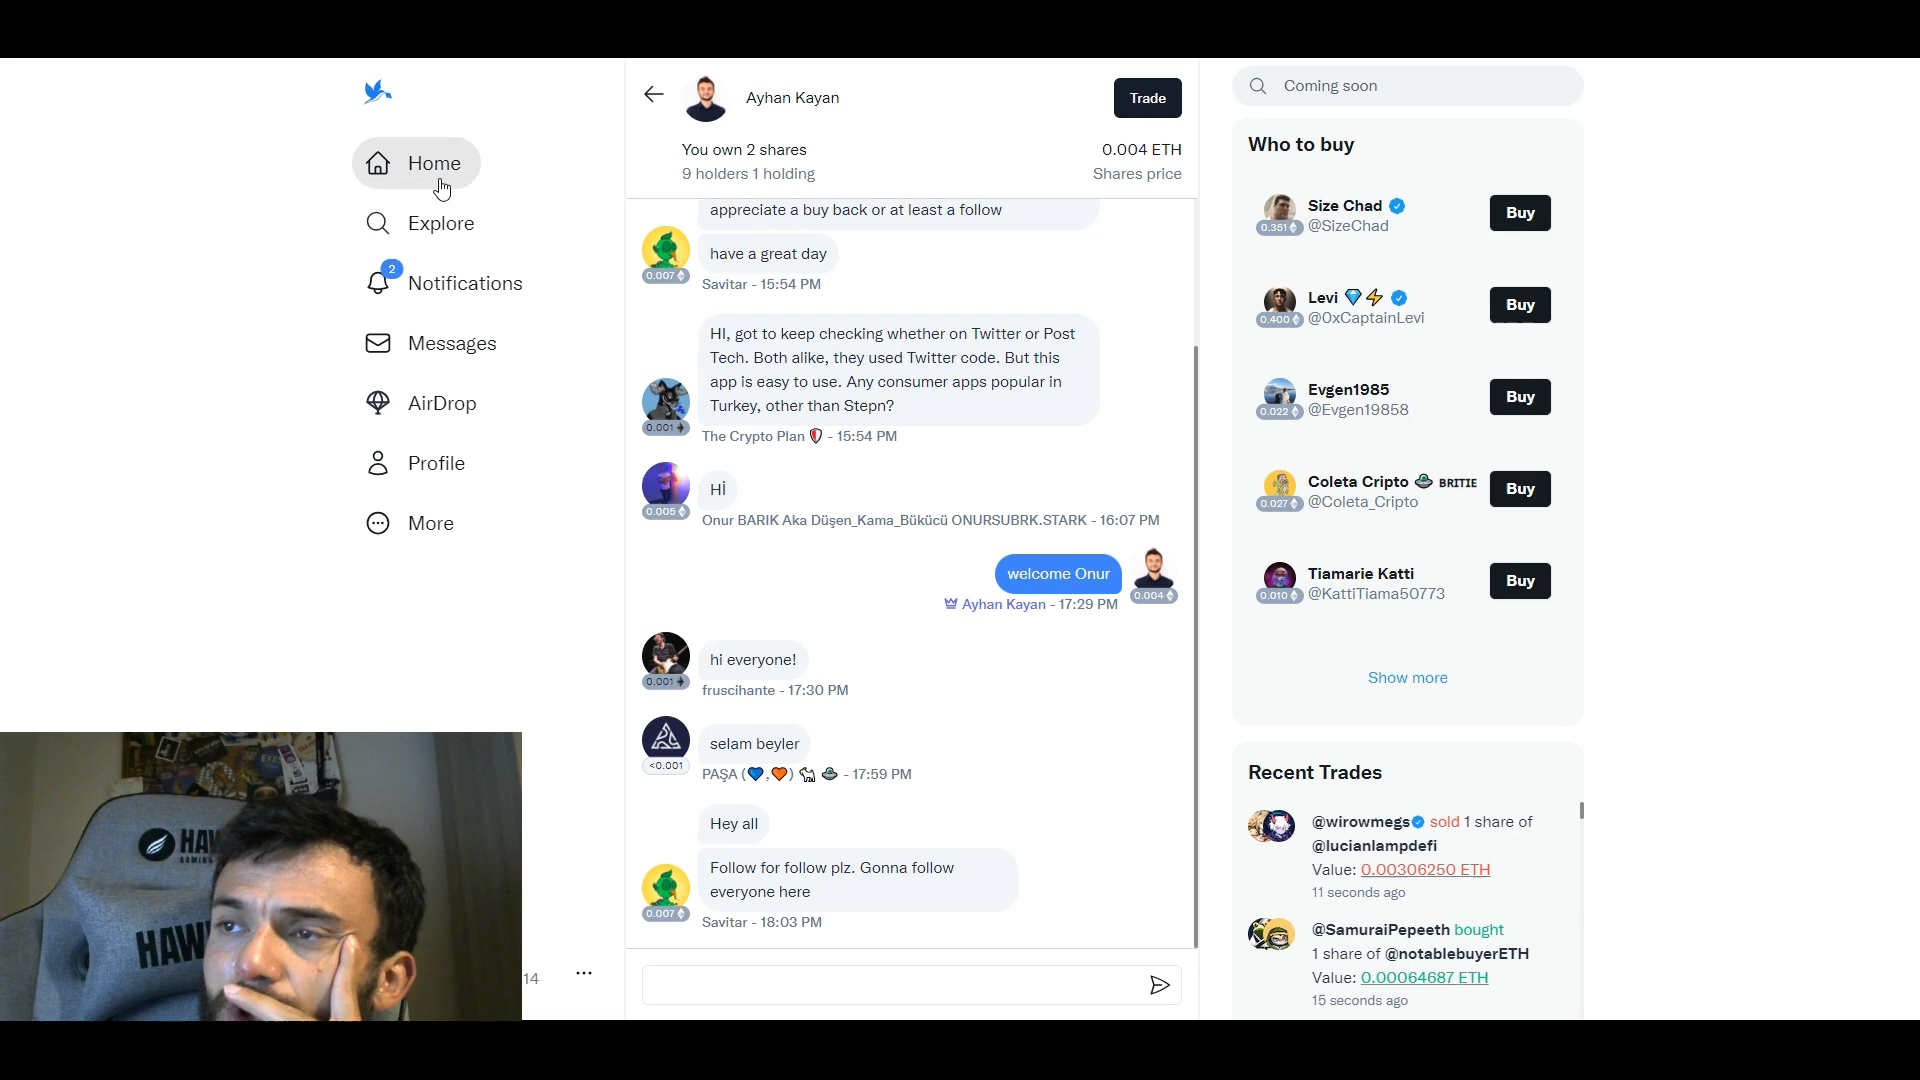 Home
Explore
2
Notifications
Messages
AirDrop
Profile
More
14
Ayhan Kayan
Trade
You own 2 shares
0.004 ETH
9 holders 1 holding
Shares price
appreciate a buy back or at least a follow
have a great day
0.007
Savitar - 15:54 PM
HI, got to keep checking whether on Twitter or Post
Tech. Both alike, they used Twitter code. But this
app is easy to use. Any consumer apps popular in
Turkey, other than Stepn?
0.001
The Crypto Plan - 15:54 PM
Hİ
0.005
Onur BARIK Aka Düşen_Kama_Bükücü ONURSUBRK.STARK - 16:07 PM
welcome Onur
0.004
Ayhan Kayan - 17:29 PM
hi everyone!
0.001
fruscihante - 17:30 PM
selam beyler
<0.001
PAŞA (💙,🧡) 🐪 🛸 - 17:59 PM
Hey all
Follow for follow plz. Gonna follow
everyone here
0.007
Savitar - 18:03 PM
Coming soon
Who to buy
Size Chad
0.351
@SizeChad
Buy
Levi 💎⚡
0.400
@0xCaptainLevi
Buy
Evgen1985
0.022
@Evgen19858
Buy
Coleta Cripto 🛸 BRITIE
0.027
@Coleta_Cripto
Buy
Tiamarie Katti
0.010
@KattiTiama50773
Buy
Show more
Recent Trades
@wirowmegs sold 1 share of
@lucianlampdefi
Value: 0.00306250 ETH
11 seconds ago
@SamuraiPepeeth bought
1 share of @notablebuyerETH
Value: 0.00064687 ETH
15 seconds ago
HAW
GAMING
HAW